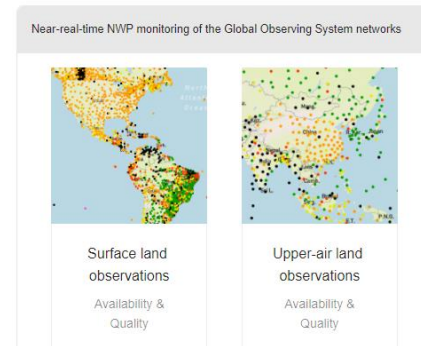 Near-real-time NWP monitoring of the Global Observing System networks
Surface land
observations
Availability &
Quality
Upper-air land
observations
Availability &
Quality